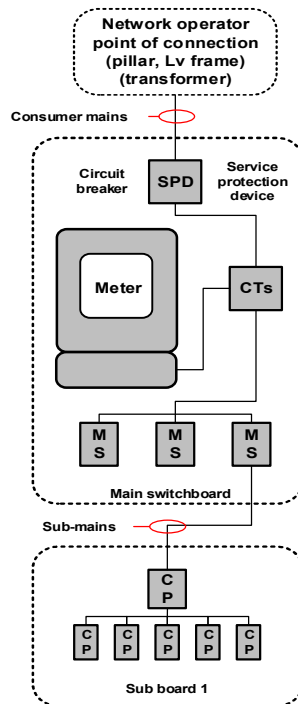 Network operator
point of connection
(pillar, Lv frame)
(transformer)
Consumer mains
Circuit
breaker
SPD
Service
protection
device
Meter
CTs
M
S
M
S
M
S
Main switchboard
Sub-mains
C
P
C
P
C
P
C
P
C
P
C
P
Sub board 1